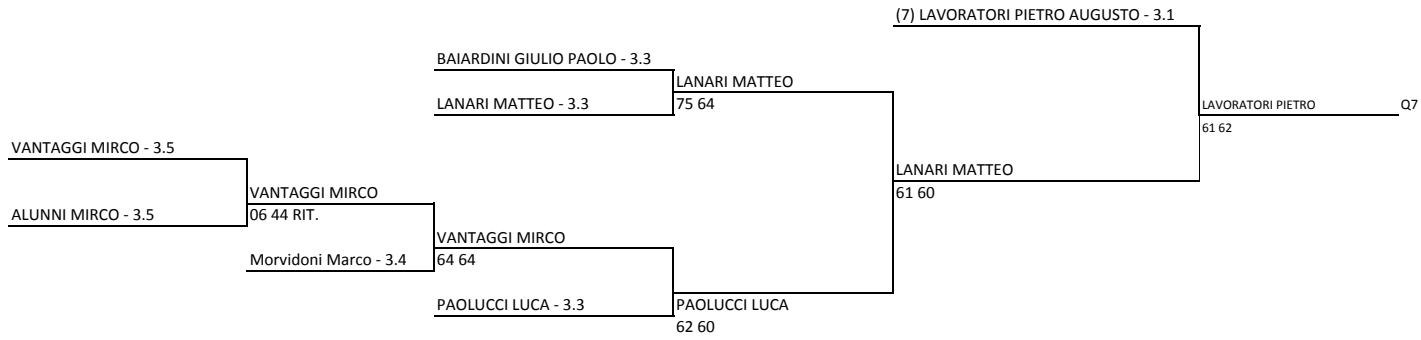 (7) LAVORATORI PIETRO AUGUSTO - 3.1
BAIARDINI GIULIO PAOLO - 3.3
LANARI MATTEO
LANARI MATTEO - 3.3
75 64
LAVORATORI PIETRO
Q7
61 62
VANTAGGI MIRCO - 3.5
LANARI MATTEO
61 60
VANTAGGI MIRCO
ALUNNI MIRCO - 3.5
06 44 RIT.
VANTAGGI MIRCO
Morvidoni Marco - 3.4
64 64
PAOLUCCI LUCA - 3.3
PAOLUCCI LUCA
62 60